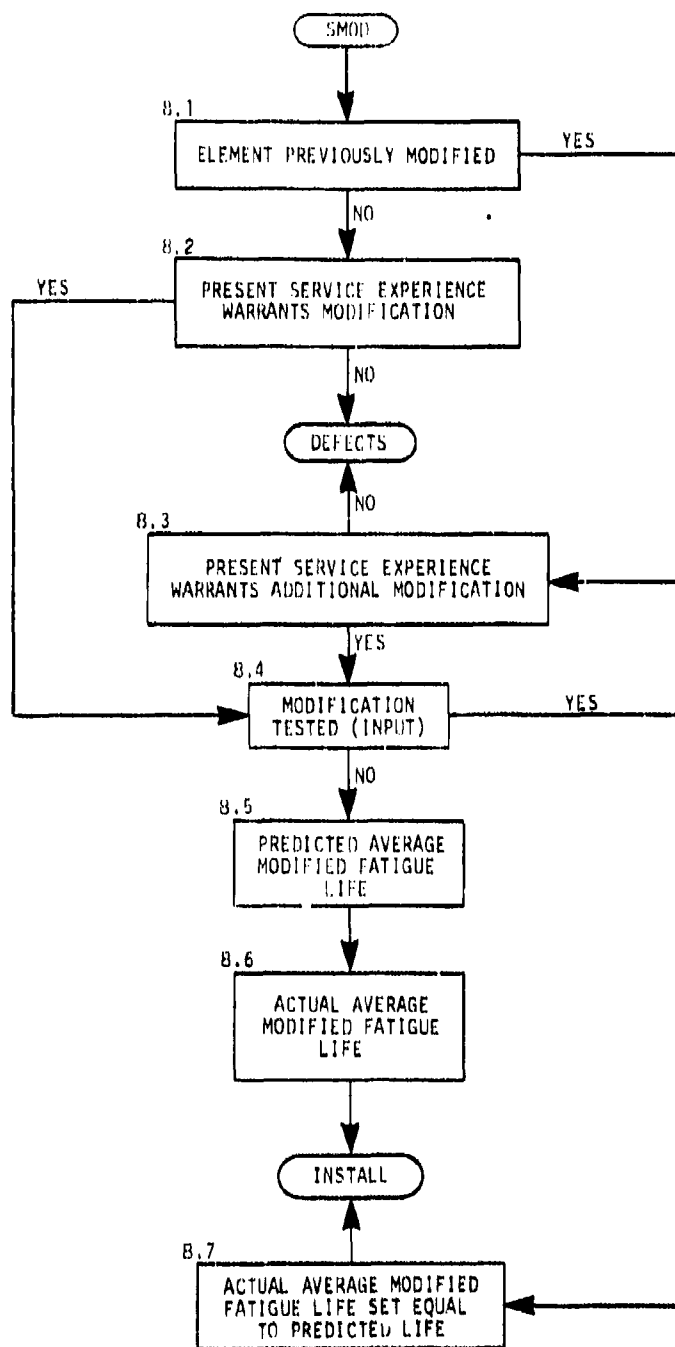 SMOD
8.1
ELEMENT PREVIOUSLY MODIFIED
YES
NO
8.2
YES
PRESENT SERVICE EXPERIENCE
WARRANTS MODIFICATION
NO
DEFECTS
NO
8.3
PRESENT SERVICE EXPERIENCE
WARRANTS ADDITIONAL MODIFICATION
YES
8.4
MODIFICATION
TESTED (INPUT)
YES
NO
8.5
PREDICTED AVERAGE
MODIFIED FATIGUE
LIFE
8.6
ACTUAL AVERAGE
MODIFIED FATIGUE
LIFE
INSTALL
8.7
ACTUAL AVERAGE MODIFIED
FATIGUE LIFE SET EQUAL
TO PREDICTED LIFE